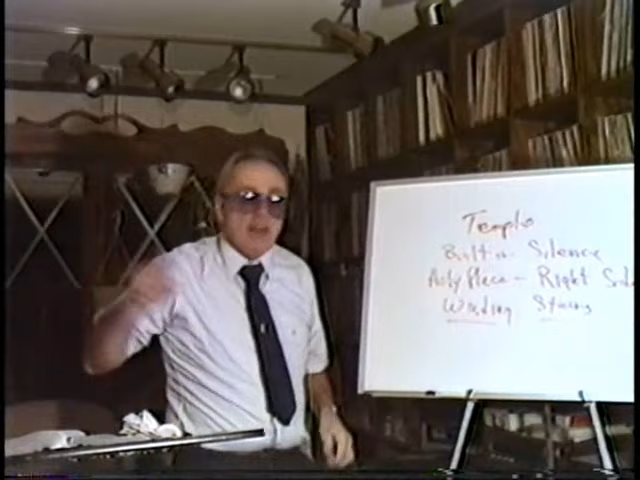 Temple
Built in Silence
Holy Place - Right Side
Winding Stairs